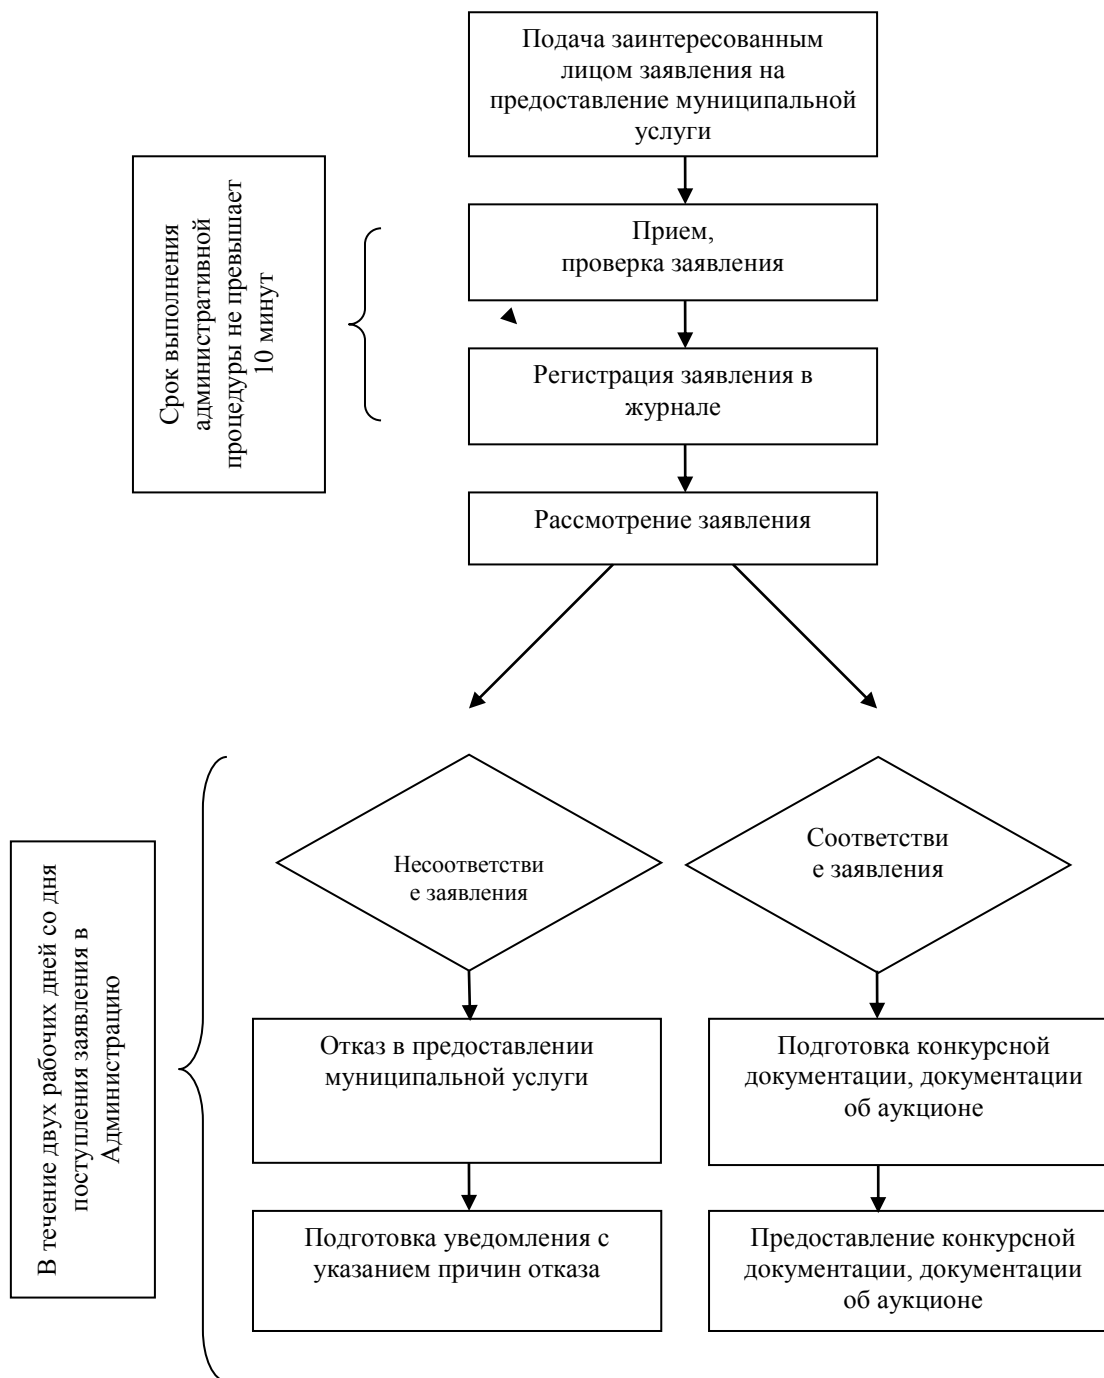 Подача заинтересованным
лицом заявления на
предоставление муниципальной
услуги
Срок выполнения
административной
процедуры не превышает
10 минут
Прием,
проверка заявления
Регистрация заявления в
журнале
Рассмотрение заявления
В течение двух рабочих дней со дня
поступления заявления в
Администрацию
Несоответстви
е заявления
Соответстви
е заявления
Отказ в предоставлении
муниципальной услуги
Подготовка конкурсной
документации, документации
об аукционе
Подготовка уведомления с
указанием причин отказа
Предоставление конкурсной
документации, документации
об аукционе